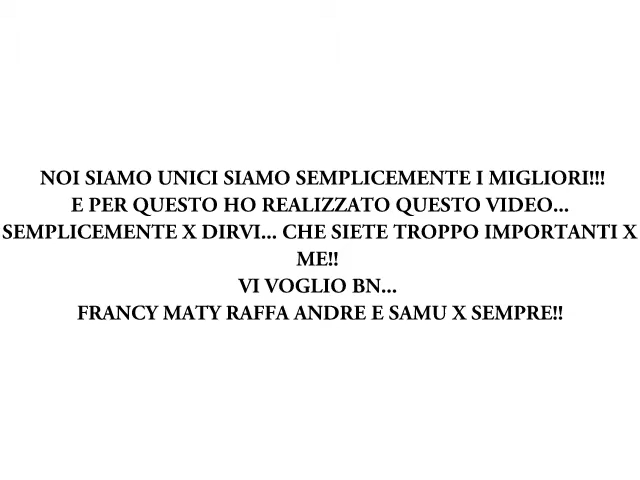 NOI SIAMO UNICI SIAMO SEMPLICEMENTE I MIGLIORI!!!
E PER QUESTO HO REALIZZATO QUESTO VIDEO...
SEMPLICEMENTE X DIRVI... CHE SIETE TROPPO IMPORTANTI X
ME!!
VI VOGLIO BN...
FRANCY MATY RAFFA ANDRE E SAMU X SEMPRE!!